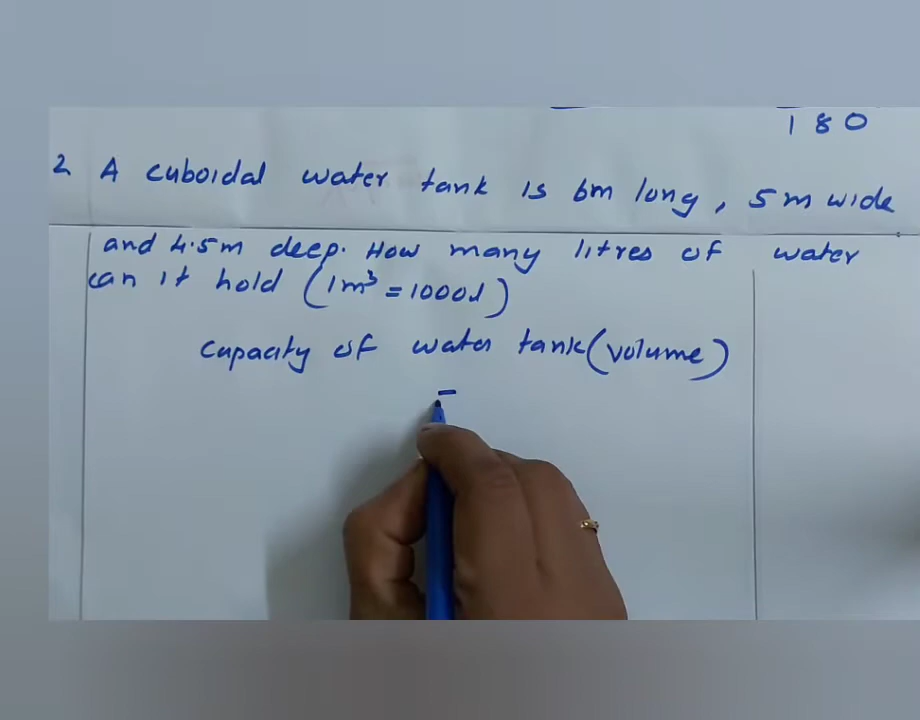 180
2 A cuboidal water tank is 6m long, 5m wide
and 4.5m deep. How many litres of water
can it hold (1m³ = 1000l)
capacity of water tank (volume)
=